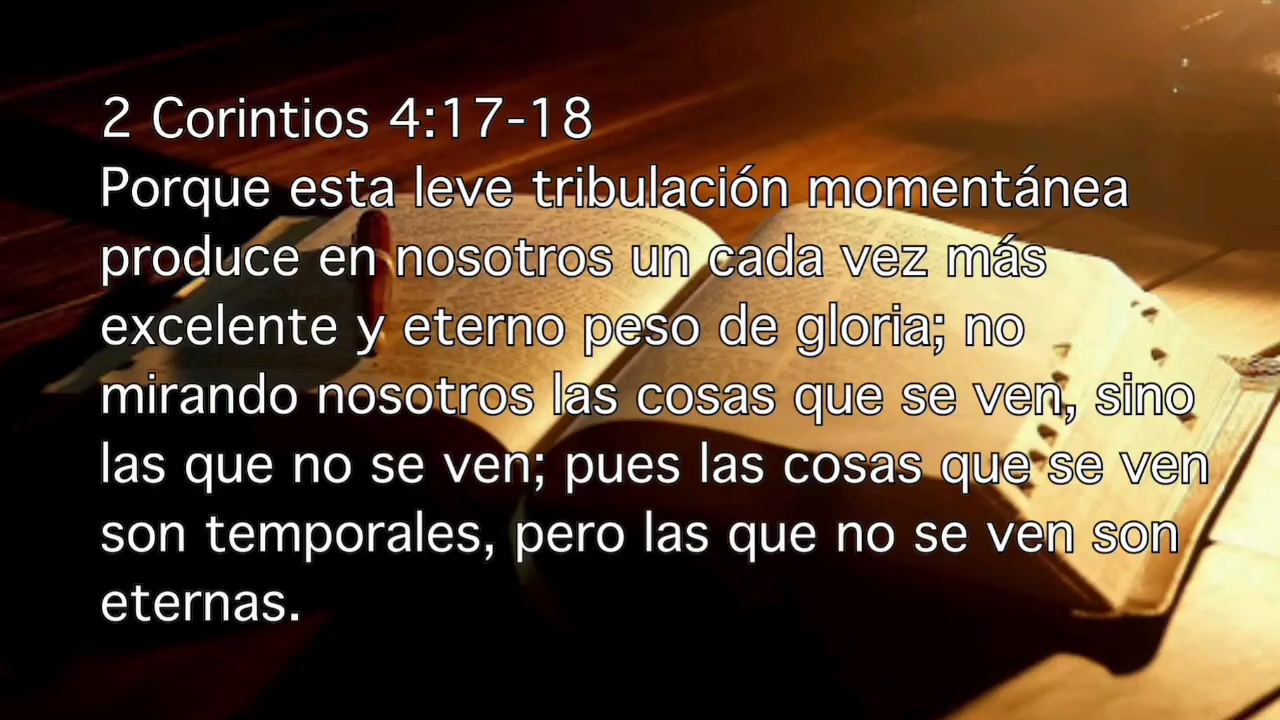 2 Corintios 4:17-18
Porque esta leve tribulación momentánea
produce en nosotros un cada vez más
excelente y eterno peso de gloria; no
mirando nosotros las cosas que se ven, sino
las que no se ven; pues las cosas que se ven
son temporales, pero las que no se ven son
eternas.